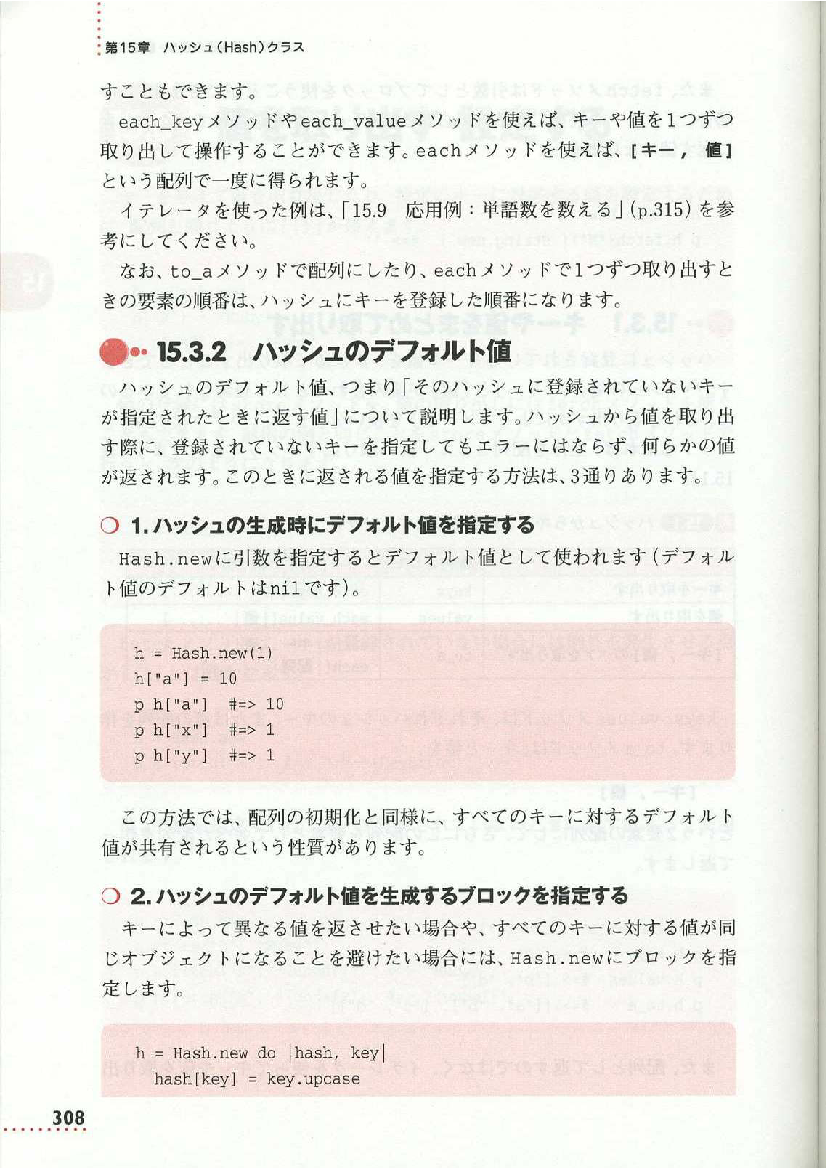 第15章 ハッシュ(Hash)クラス
すこともできます。
each_keyメソッドやeach_valueメソッドを使えば、キーや値を1つずつ
取り出して操作することができます。eachメソッドを使えば、[キー, 値]
という配列で一度に得られます。
イテレータを使った例は、「15.9 応用例：単語数を数える」(p.315)を参
考にしてください。
なお、to_aメソッドで配列にしたり、eachメソッドで1つずつ取り出すと
きの要素の順番は、ハッシュにキーを登録した順番になります。
15.3.2 ハッシュのデフォルト値
ハッシュのデフォルト値、つまり「そのハッシュに登録されていないキー
が指定されたときに返す値」について説明します。ハッシュから値を取り出
す際に、登録されていないキーを指定してもエラーにはならず、何らかの値
が返されます。このときに返される値を指定する方法は、3通りあります。
1.ハッシュの生成時にデフォルト値を指定する
Hash.newに引数を指定するとデフォルト値として使われます(デフォル
ト値のデフォルトはnilです)。
h = Hash.new(1)
h["a"] = 10
p h["a"] #=> 10
p h["x"] #=> 1
p h["y"] #=> 1
この方法では、配列の初期化と同様に、すべてのキーに対するデフォルト
値が共有されるという性質があります。
2.ハッシュのデフォルト値を生成するブロックを指定する
キーによって異なる値を返させたい場合や、すべてのキーに対する値が同
じオブジェクトになることを避けたい場合には、Hash.newにブロックを指
定します。
h = Hash.new do |hash, key|
hash[key] = key.upcase
308